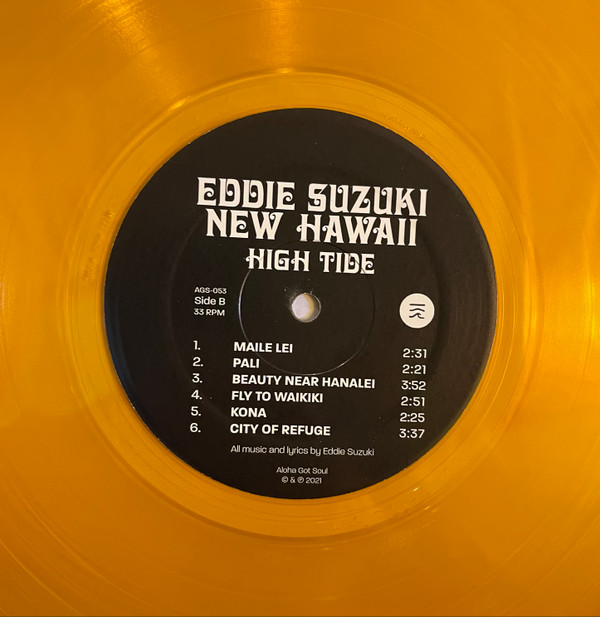 EDDIE SUZUKI
NEW HAWAII
HIGH TIDE
AGS-053
Side B
33 RPM
1. MAILE LEI 2:31
2. PALI 2:21
3. BEAUTY NEAR HANALEI 3:52
4. FLY TO WAIKIKI 2:51
5. KONA 2:25
6. CITY OF REFUGE 3:37
All music and lyrics by Eddie Suzuki
Aloha Got Soul
© & ℗ 2021